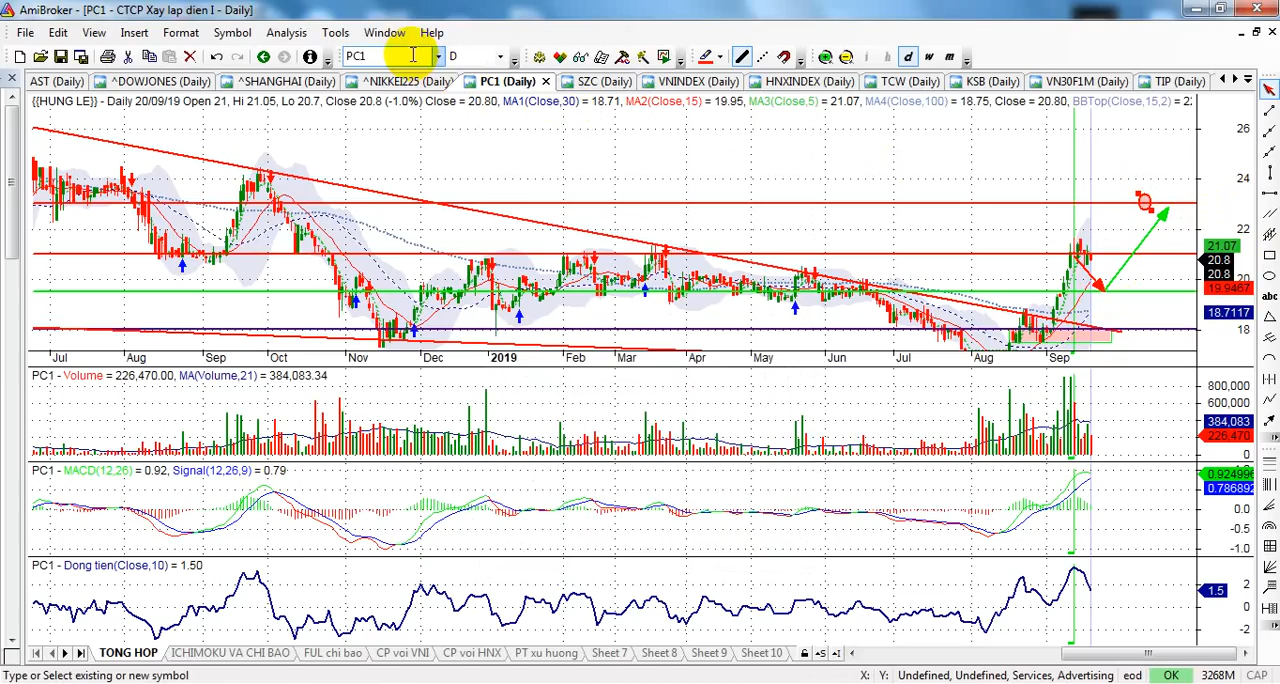 AmiBroker - [PC1 - CTCP Xay lap dien I - Daily]
File Edit View Insert Format Symbol Analysis Tools Window Help
PC1 D i h d w m
AST (Daily) ^DOWJONES (Daily) ^SHANGHAI (Daily) ^NIKKEI225 (Daily) PC1 (Daily) SZC (Daily) VNINDEX (Daily) HNXINDEX (Daily) TCW (Daily) KSB (Daily) VN30F1M (Daily) TIP (Daily)
{{HUNG LE}} - Daily 20/09/19 Open 21, Hi 21.05, Lo 20.7, Close 20.8 (-1.0%) Close = 20.80, MA1(Close,30) = 18.71, MA2(Close,15) = 19.95, MA3(Close,5) = 21.07, MA4(Close,100) = 18.75, Close = 20.80, BBTop(Close,15,2) = 22
26
24
22
21.07
20.8
20.8
20
19.9467
18.7117
18
Jul Aug Sep Oct Nov Dec 2019 Feb Mar Apr May Jun Jul Aug Sep
abc
PC1 - Volume = 226,470.00, MA(Volume,21) = 384,083.34
800,000
600,000
384,083
226,470
0
PC1 - MACD(12,26) = 0.92, Signal(12,26,9) = 0.79
0.924996
0.786892
0.0
-0.5
-1.0
PC1 - Dong tien(Close,10) = 1.50
2
1.5
0
-2
TONG HOP ICHIMOKU VA CHI BAO FUL chi bao CP voi VNI CP voi HNX PT xu huong Sheet 7 Sheet 8 Sheet 9 Sheet 10
Type or Select existing or new symbol X: Y: Undefined, Undefined, Services, Advertising eod OK 3268M CAP